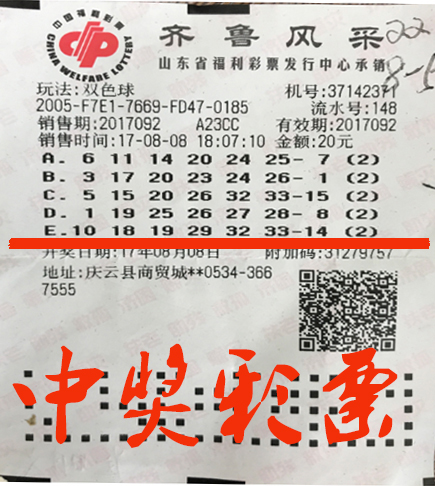 中国福利彩票
CHINA WELFARE LOTTERY
齐鲁风采
22
山东省福利彩票发行中心承销
玩法:双色球 机号:37142371
2005-F7E1-7669-FD47-0185 流水号:148
销售期:2017092 A23CC 有效期:2017092
销售时间:17-08-08 18:07:10 金额:20元
A. 6 11 14 20 24 25- 7 (2)
B. 3 17 20 23 24 26- 1 (2)
C. 5 15 20 26 32 33-15 (2)
D. 1 19 25 26 27 28- 8 (2)
E. 10 18 19 29 32 33-14 (2)
开奖日期:17年08月08日 附加码:31279757
地址:庆云县商贸城**0534-366
7555
中奖彩票